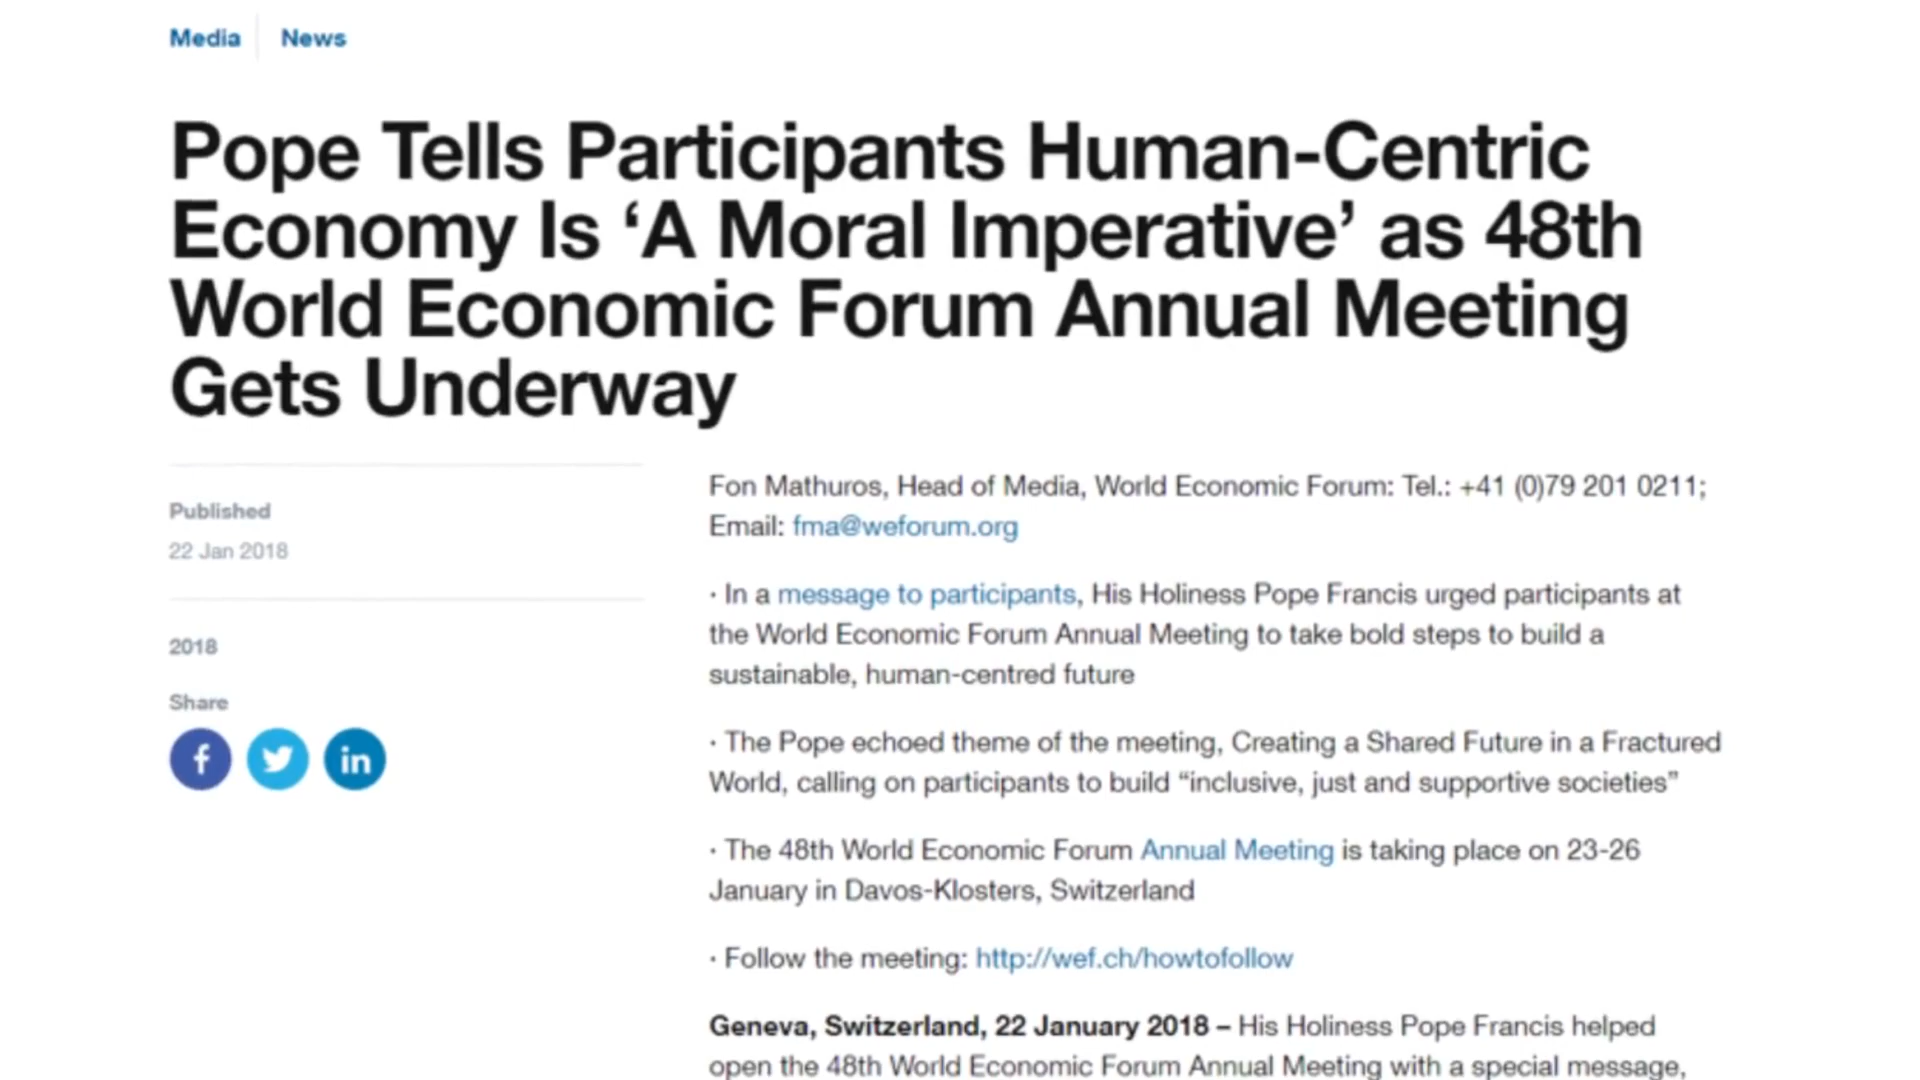 Media
News
Pope Tells Participants Human-Centric
Economy Is ‘A Moral Imperative’ as 48th
World Economic Forum Annual Meeting
Gets Underway
Published
22 Jan 2018
2018
Share
Fon Mathuros, Head of Media, World Economic Forum: Tel.: +41 (0)79 201 0211;
Email: fma@weforum.org
· In a message to participants, His Holiness Pope Francis urged participants at
the World Economic Forum Annual Meeting to take bold steps to build a
sustainable, human-centred future
· The Pope echoed theme of the meeting, Creating a Shared Future in a Fractured
World, calling on participants to build “inclusive, just and supportive societies”
· The 48th World Economic Forum Annual Meeting is taking place on 23-26
January in Davos-Klosters, Switzerland
· Follow the meeting: http://wef.ch/howtofollow
Geneva, Switzerland, 22 January 2018 – His Holiness Pope Francis helped
open the 48th World Economic Forum Annual Meeting with a special message,